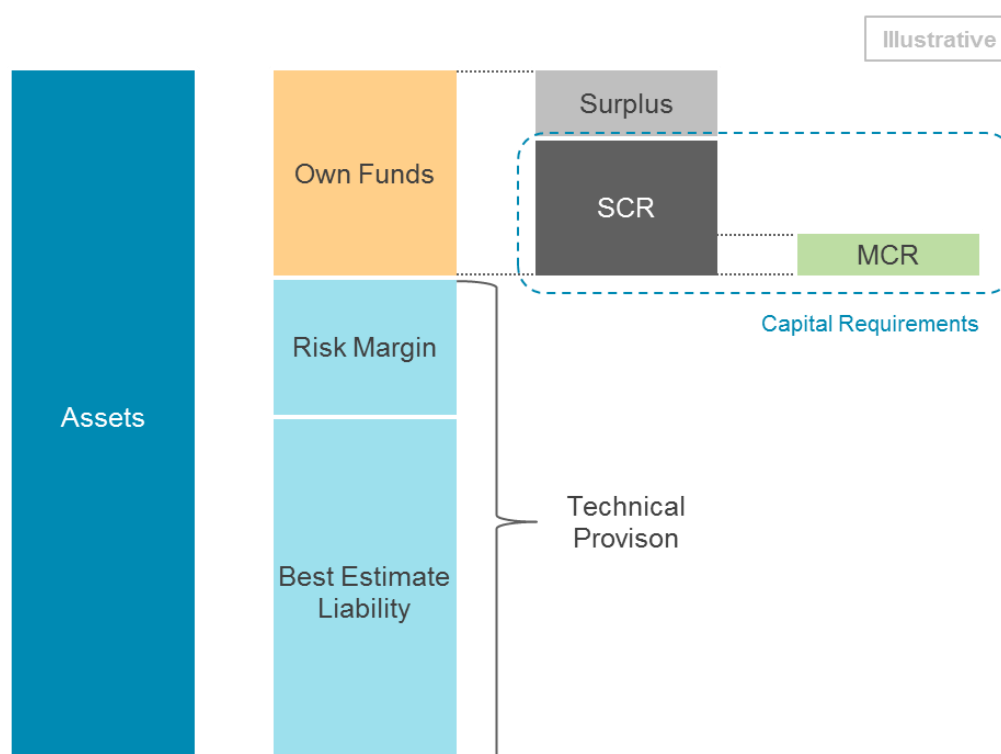 Illustrative
Surplus
Own Funds
SCR
MCR
Capital Requirements
Risk Margin
Assets
Technical
Provison
Best Estimate
Liability